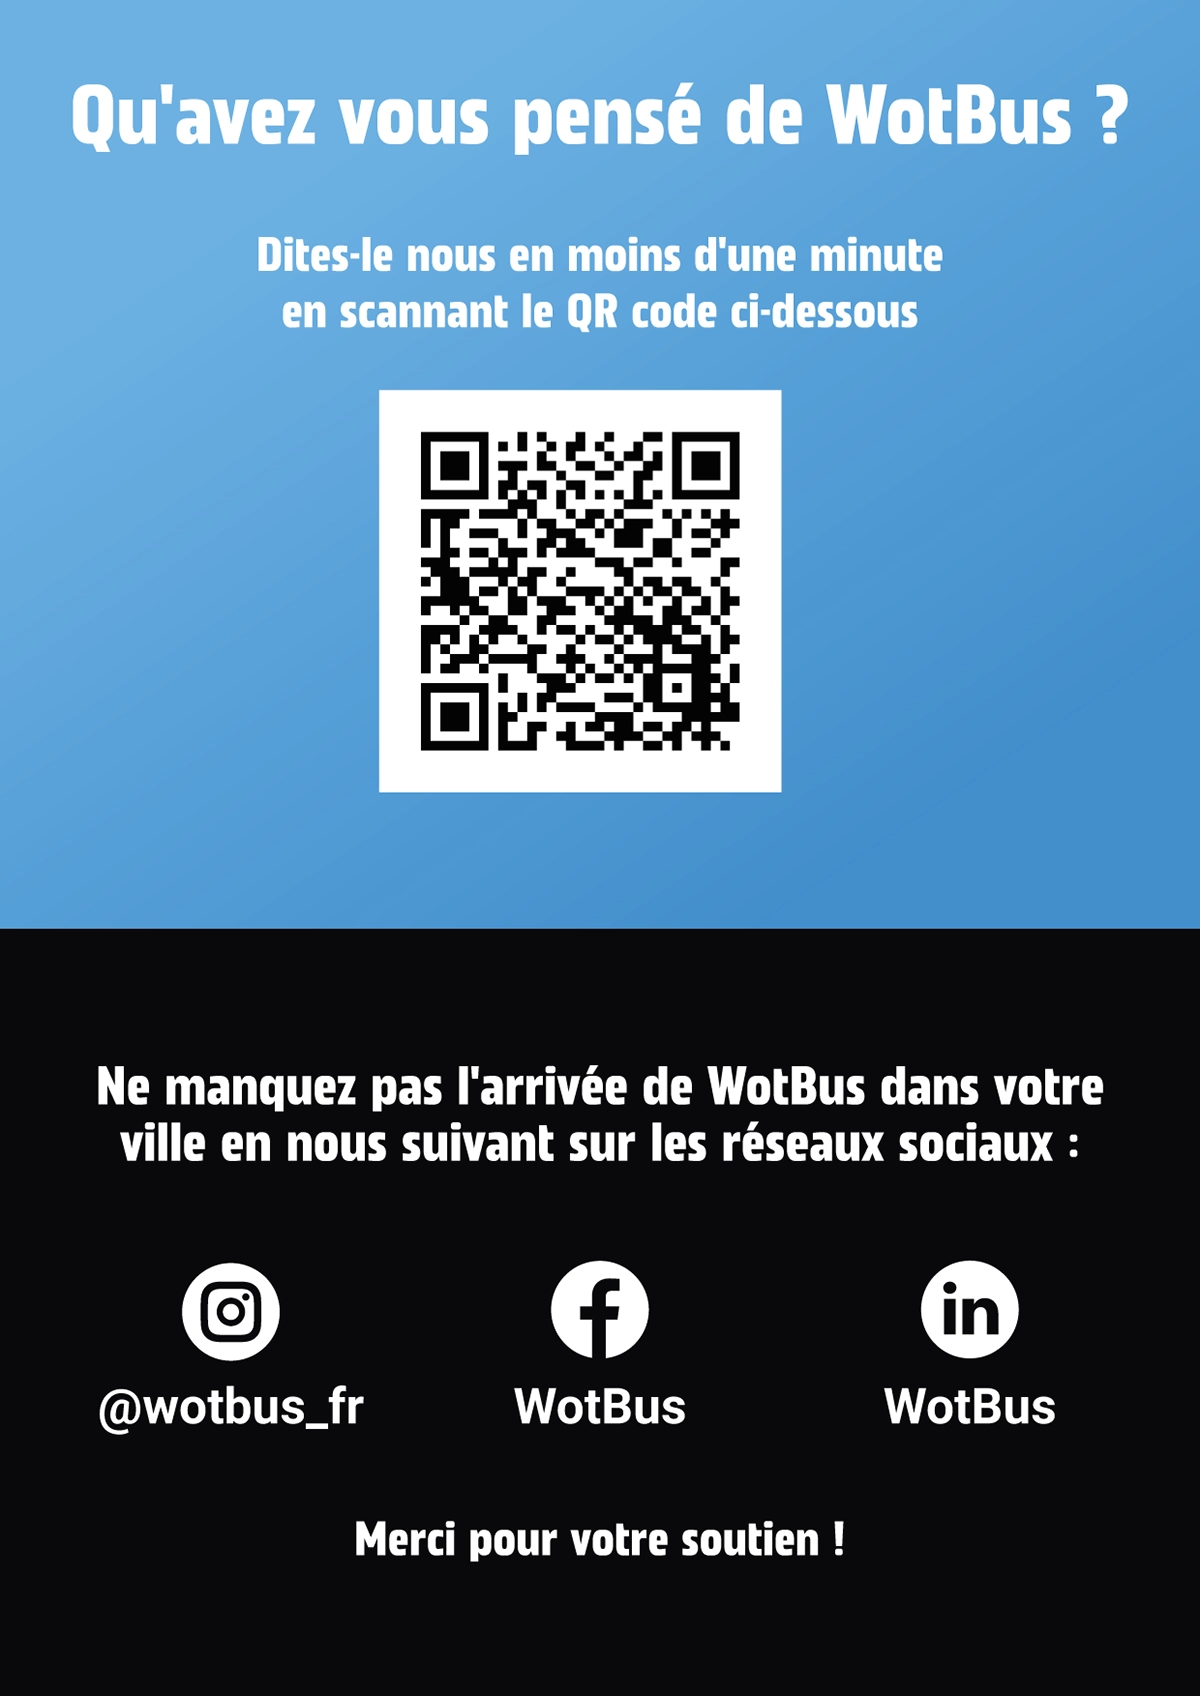 Qu'avez vous pensé de WotBus ?
Dites-le nous en moins d'une minute
en scannant le QR code ci-dessous
Ne manquez pas l'arrivée de WotBus dans votre
ville en nous suivant sur les réseaux sociaux :
@wotbus_fr
WotBus
WotBus
Merci pour votre soutien !